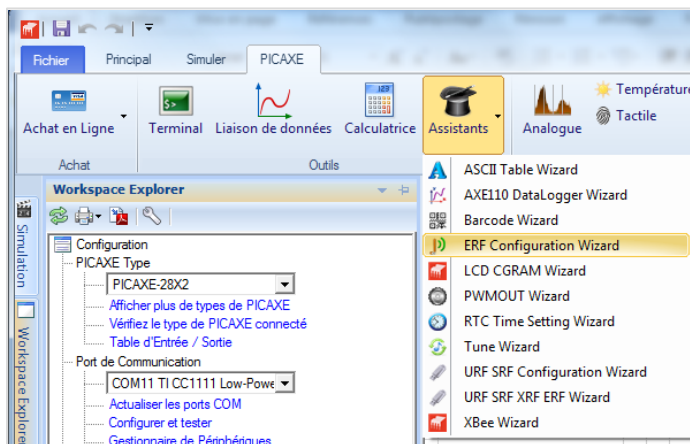 Fichier Principal Simuler PICAXE
Achat en Ligne Terminal Liaison de données Calculatrice Assistants Analogue Température
Tactile
Achat Outils
Workspace Explorer
Configuration
PICAXE Type
PICAXE-28X2
Afficher plus de types de PICAXE
Vérifiez le type de PICAXE connecté
Table d'Entrée / Sortie
Port de Communication
COM11 TI CC1111 Low-Powe
Actualiser les ports COM
Configurer et tester
Gestionnaire de Périphériques
Simulation
Workspace Explorer
ASCII Table Wizard
AXE110 DataLogger Wizard
Barcode Wizard
ERF Configuration Wizard
LCD CGRAM Wizard
PWMOUT Wizard
RTC Time Setting Wizard
Tune Wizard
URF SRF Configuration Wizard
URF SRF XRF ERF Wizard
XBee Wizard